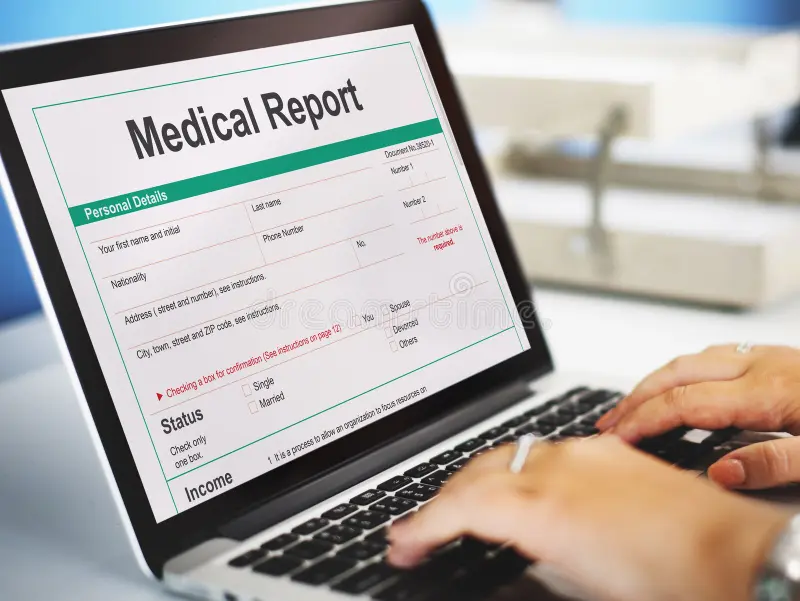 Medical Report
Document No.38520-1
Personal Details
Number 1
Your first name and initial
Last name
Number 2
Nationality
Phone Number
The number above is
required.
Address ( street and number), see instructions.
No.
City, town, street and ZIP code, see instructions.
Checking a box for confirmation (See instructions on page 12)
You
Spouse
Status
Single
Divorced
Check only
one box.
Married
Others
Income
1. It is a process to allow an organization to focus resources on
dreamstime